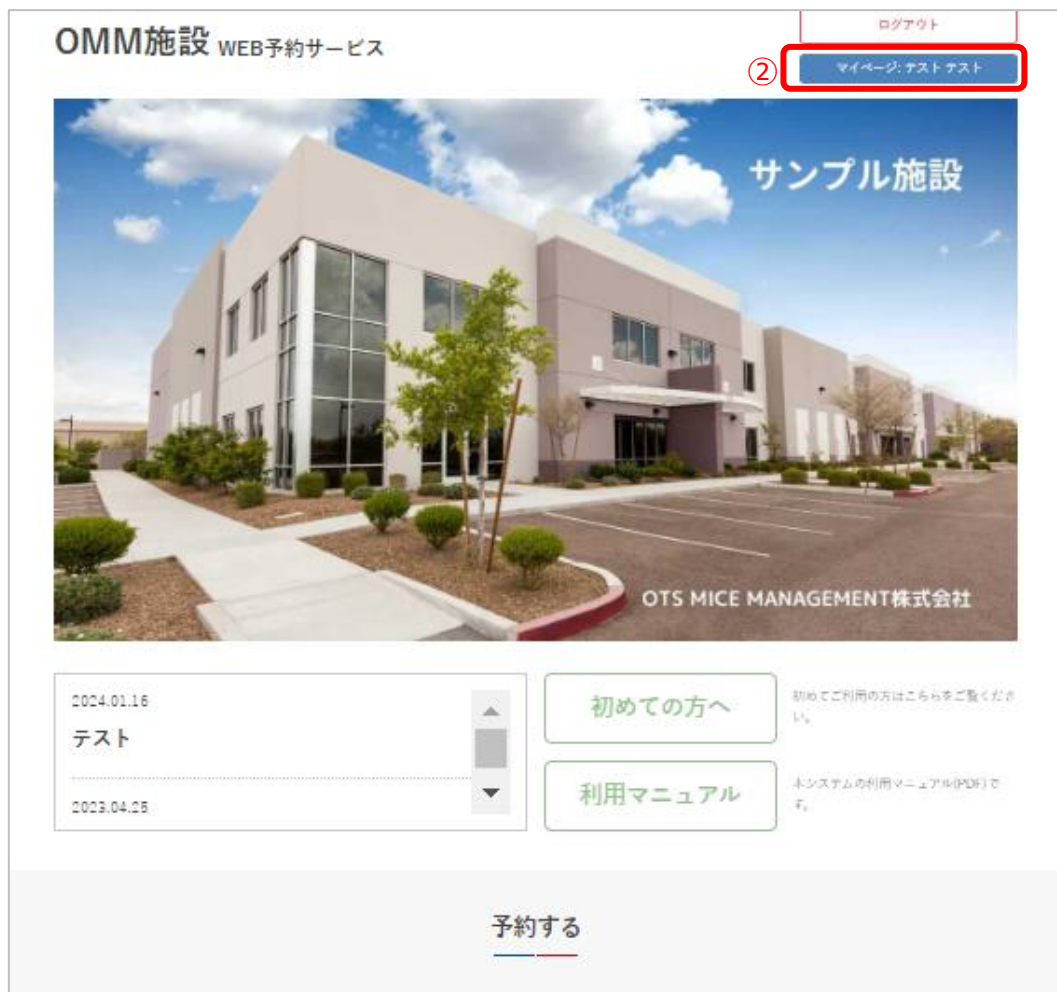 OMM施設 WEB予約サービス
ログアウト
②
マイページ: テスト テスト
サンプル施設
OTS MICE MANAGEMENT株式会社
2024.01.16
テスト
2023.04.25
初めての方へ
初めてご利用の方はこちらをご覧くださ
い。
利用マニュアル
本システムの利用マニュアル(PDF)で
す。
予約する